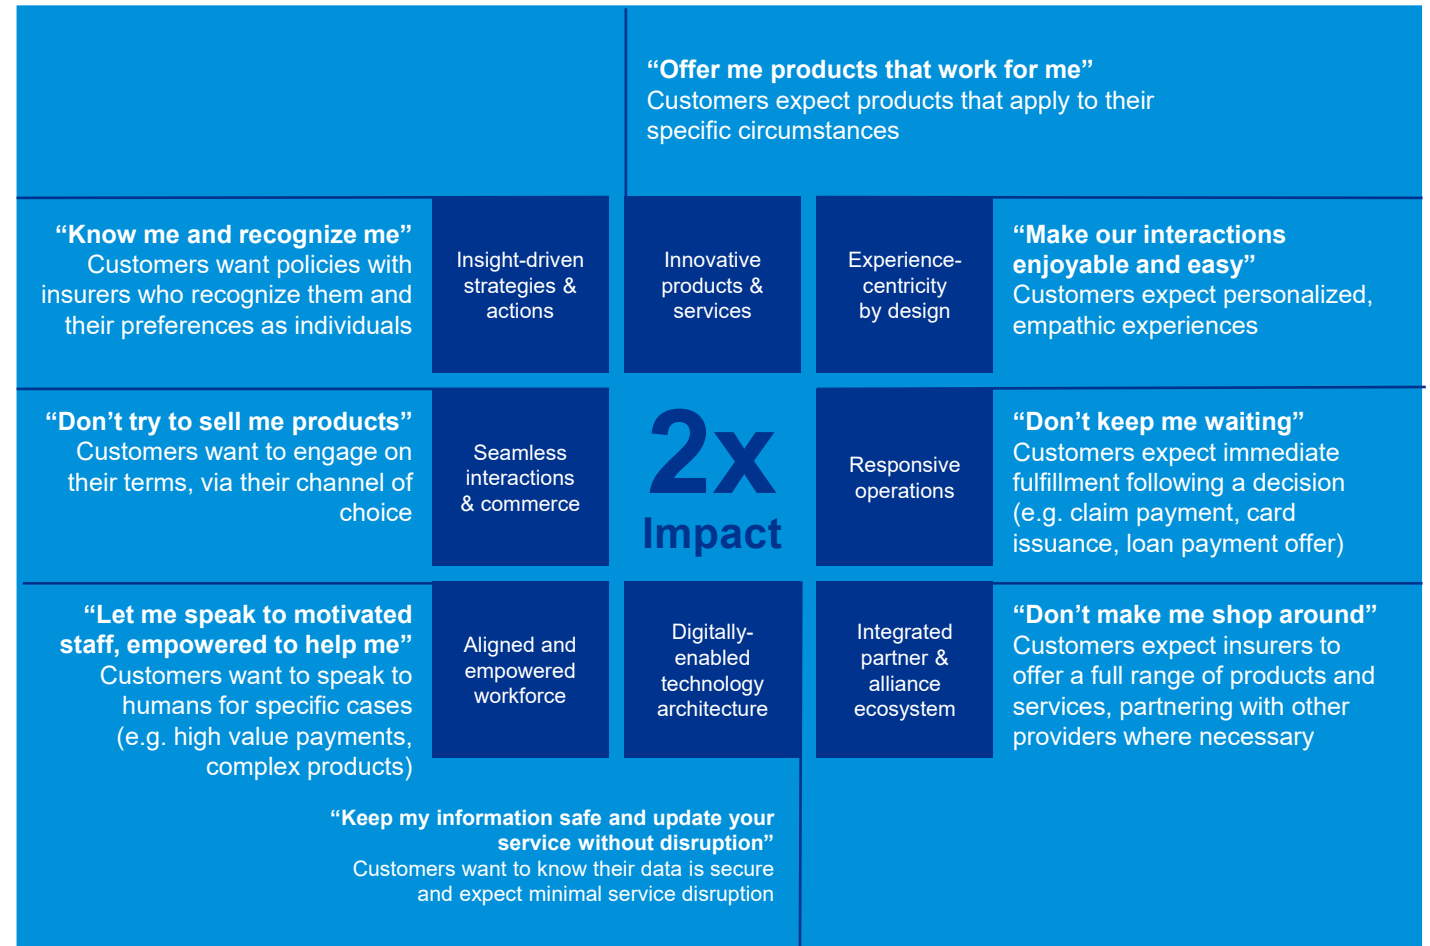 “Offer me products that work for me”
Customers expect products that apply to their
specific circumstances
“Know me and recognize me”
Customers want policies with
insurers who recognize them and
their preferences as individuals
Insight-driven
strategies &
actions
Innovative
products &
services
Experience-
centricity
by design
“Make our interactions
enjoyable and easy”
Customers expect personalized,
empathic experiences
“Don’t try to sell me products”
Customers want to engage on
their terms, via their channel of
choice
Seamless
interactions
& commerce
2x
Impact
Responsive
operations
“Don’t keep me waiting”
Customers expect immediate
fulfillment following a decision
(e.g. claim payment, card
issuance, loan payment offer)
“Let me speak to motivated
staff, empowered to help me”
Customers want to speak to
humans for specific cases
(e.g. high value payments,
complex products)
Aligned and
empowered
workforce
Digitally-
enabled
technology
architecture
Integrated
partner &
alliance
ecosystem
“Don’t make me shop around”
Customers expect insurers to
offer a full range of products and
services, partnering with other
providers where necessary
“Keep my information safe and update your
service without disruption”
Customers want to know their data is secure
and expect minimal service disruption